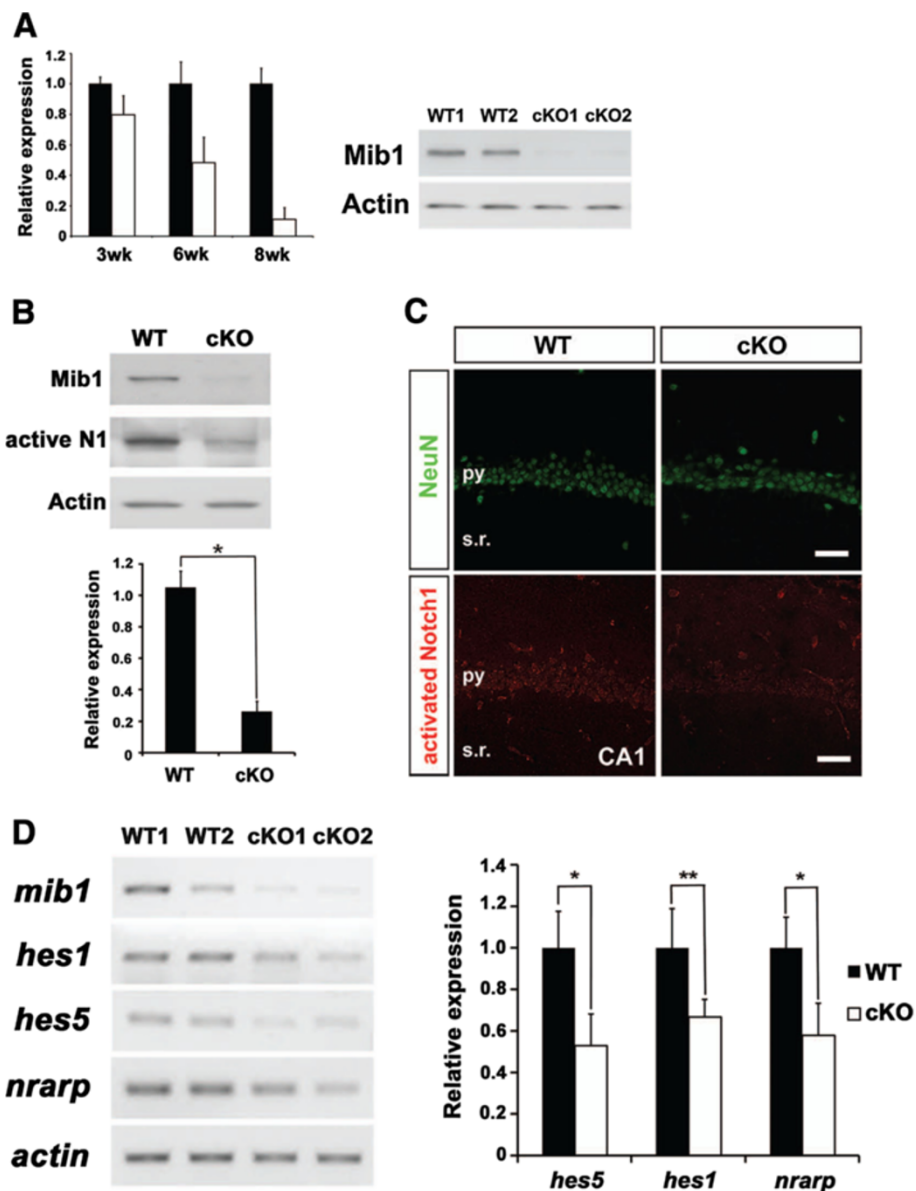 A
Relative expression
1.2
1.0
0.8
0.6
0.4
0.2
0
3wk 6wk 8wk
WT1 WT2 cKO1 cKO2
Mib1
Actin
B
WT cKO
Mib1
active N1
Actin
*
Relative expression
1.2
1.0
0.8
0.6
0.4
0.2
0
WT cKO
C
WT cKO
NeuN
py
s.r.
activated Notch1
py
s.r.
CA1
D
WT1 WT2 cKO1 cKO2
mib1
hes1
hes5
nrarp
actin
Relative expression
1.4
1.2
1.0
0.8
0.6
0.4
0.2
0
* ** *
WT
cKO
hes5 hes1 nrarp